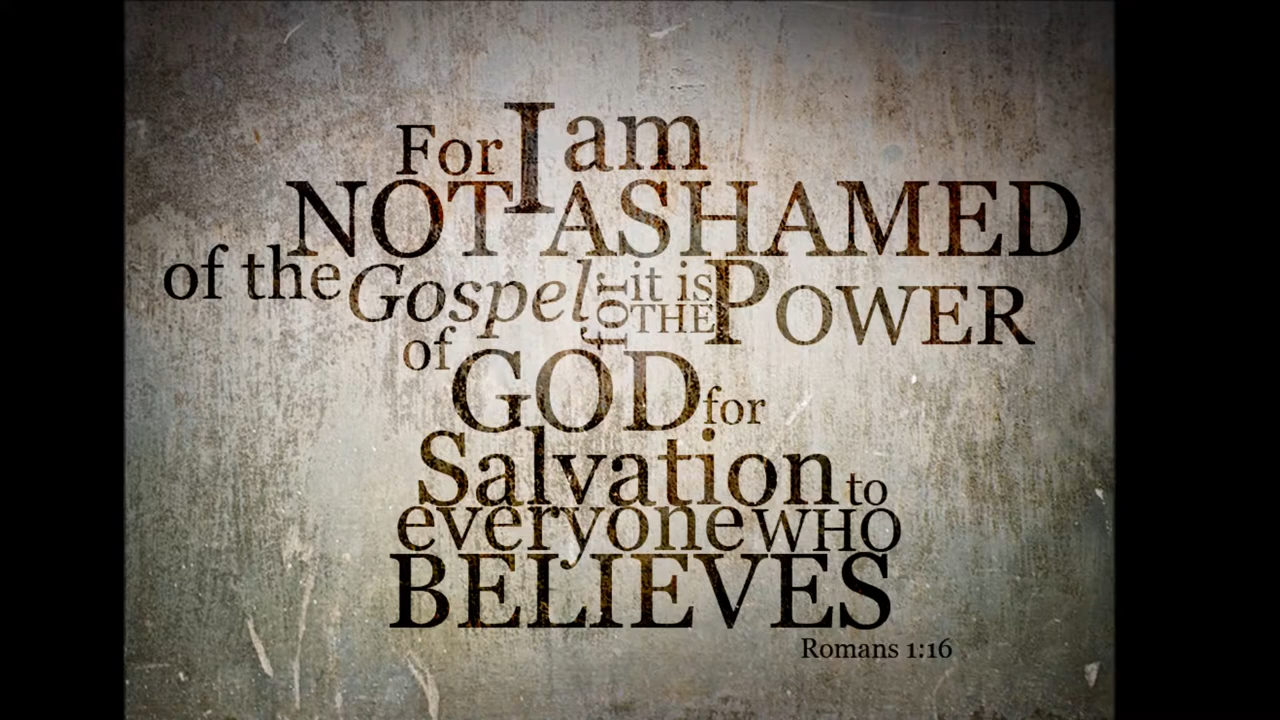 For I am
NOT ASHAMED
of the Gospel for it is THE POWER
of GOD for
Salvation to
everyone WHO
BELIEVES
Romans 1:16